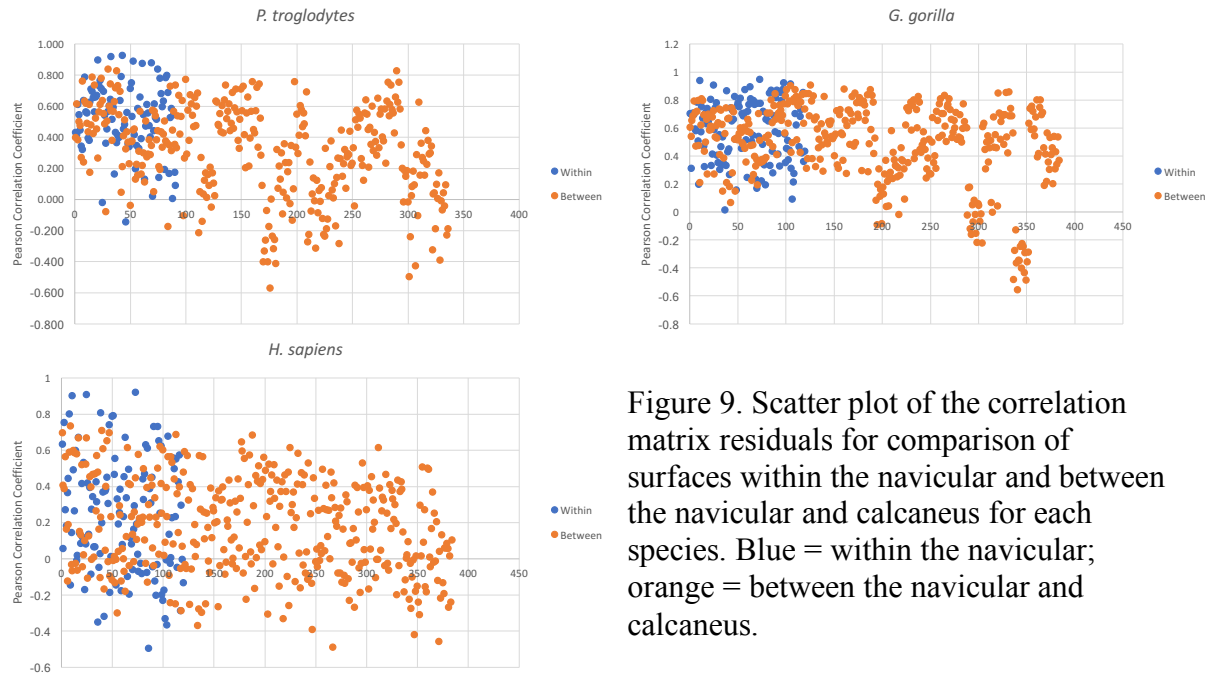 P. troglodytes
Pearson Correlation Coefficient
1.000
0.800
0.600
0.400
0.200
0.000
-0.200
-0.400
-0.600
-0.800
0 50 100 150 200 250 300 350 400
Within
Between
G. gorilla
Pearson Correlation Coefficient
1.2
1
0.8
0.6
0.4
0.2
0
-0.2
-0.4
-0.6
-0.8
0 50 100 150 200 250 300 350 400 450
Within
Between
H. sapiens
Pearson Correlation Coefficient
1
0.8
0.6
0.4
0.2
0
-0.2
-0.4
-0.6
0 50 100 150 200 250 300 350 400 450
Within
Between
Figure 9. Scatter plot of the correlation
matrix residuals for comparison of
surfaces within the navicular and between
the navicular and calcaneus for each
species. Blue = within the navicular;
orange = between the navicular and
calcaneus.